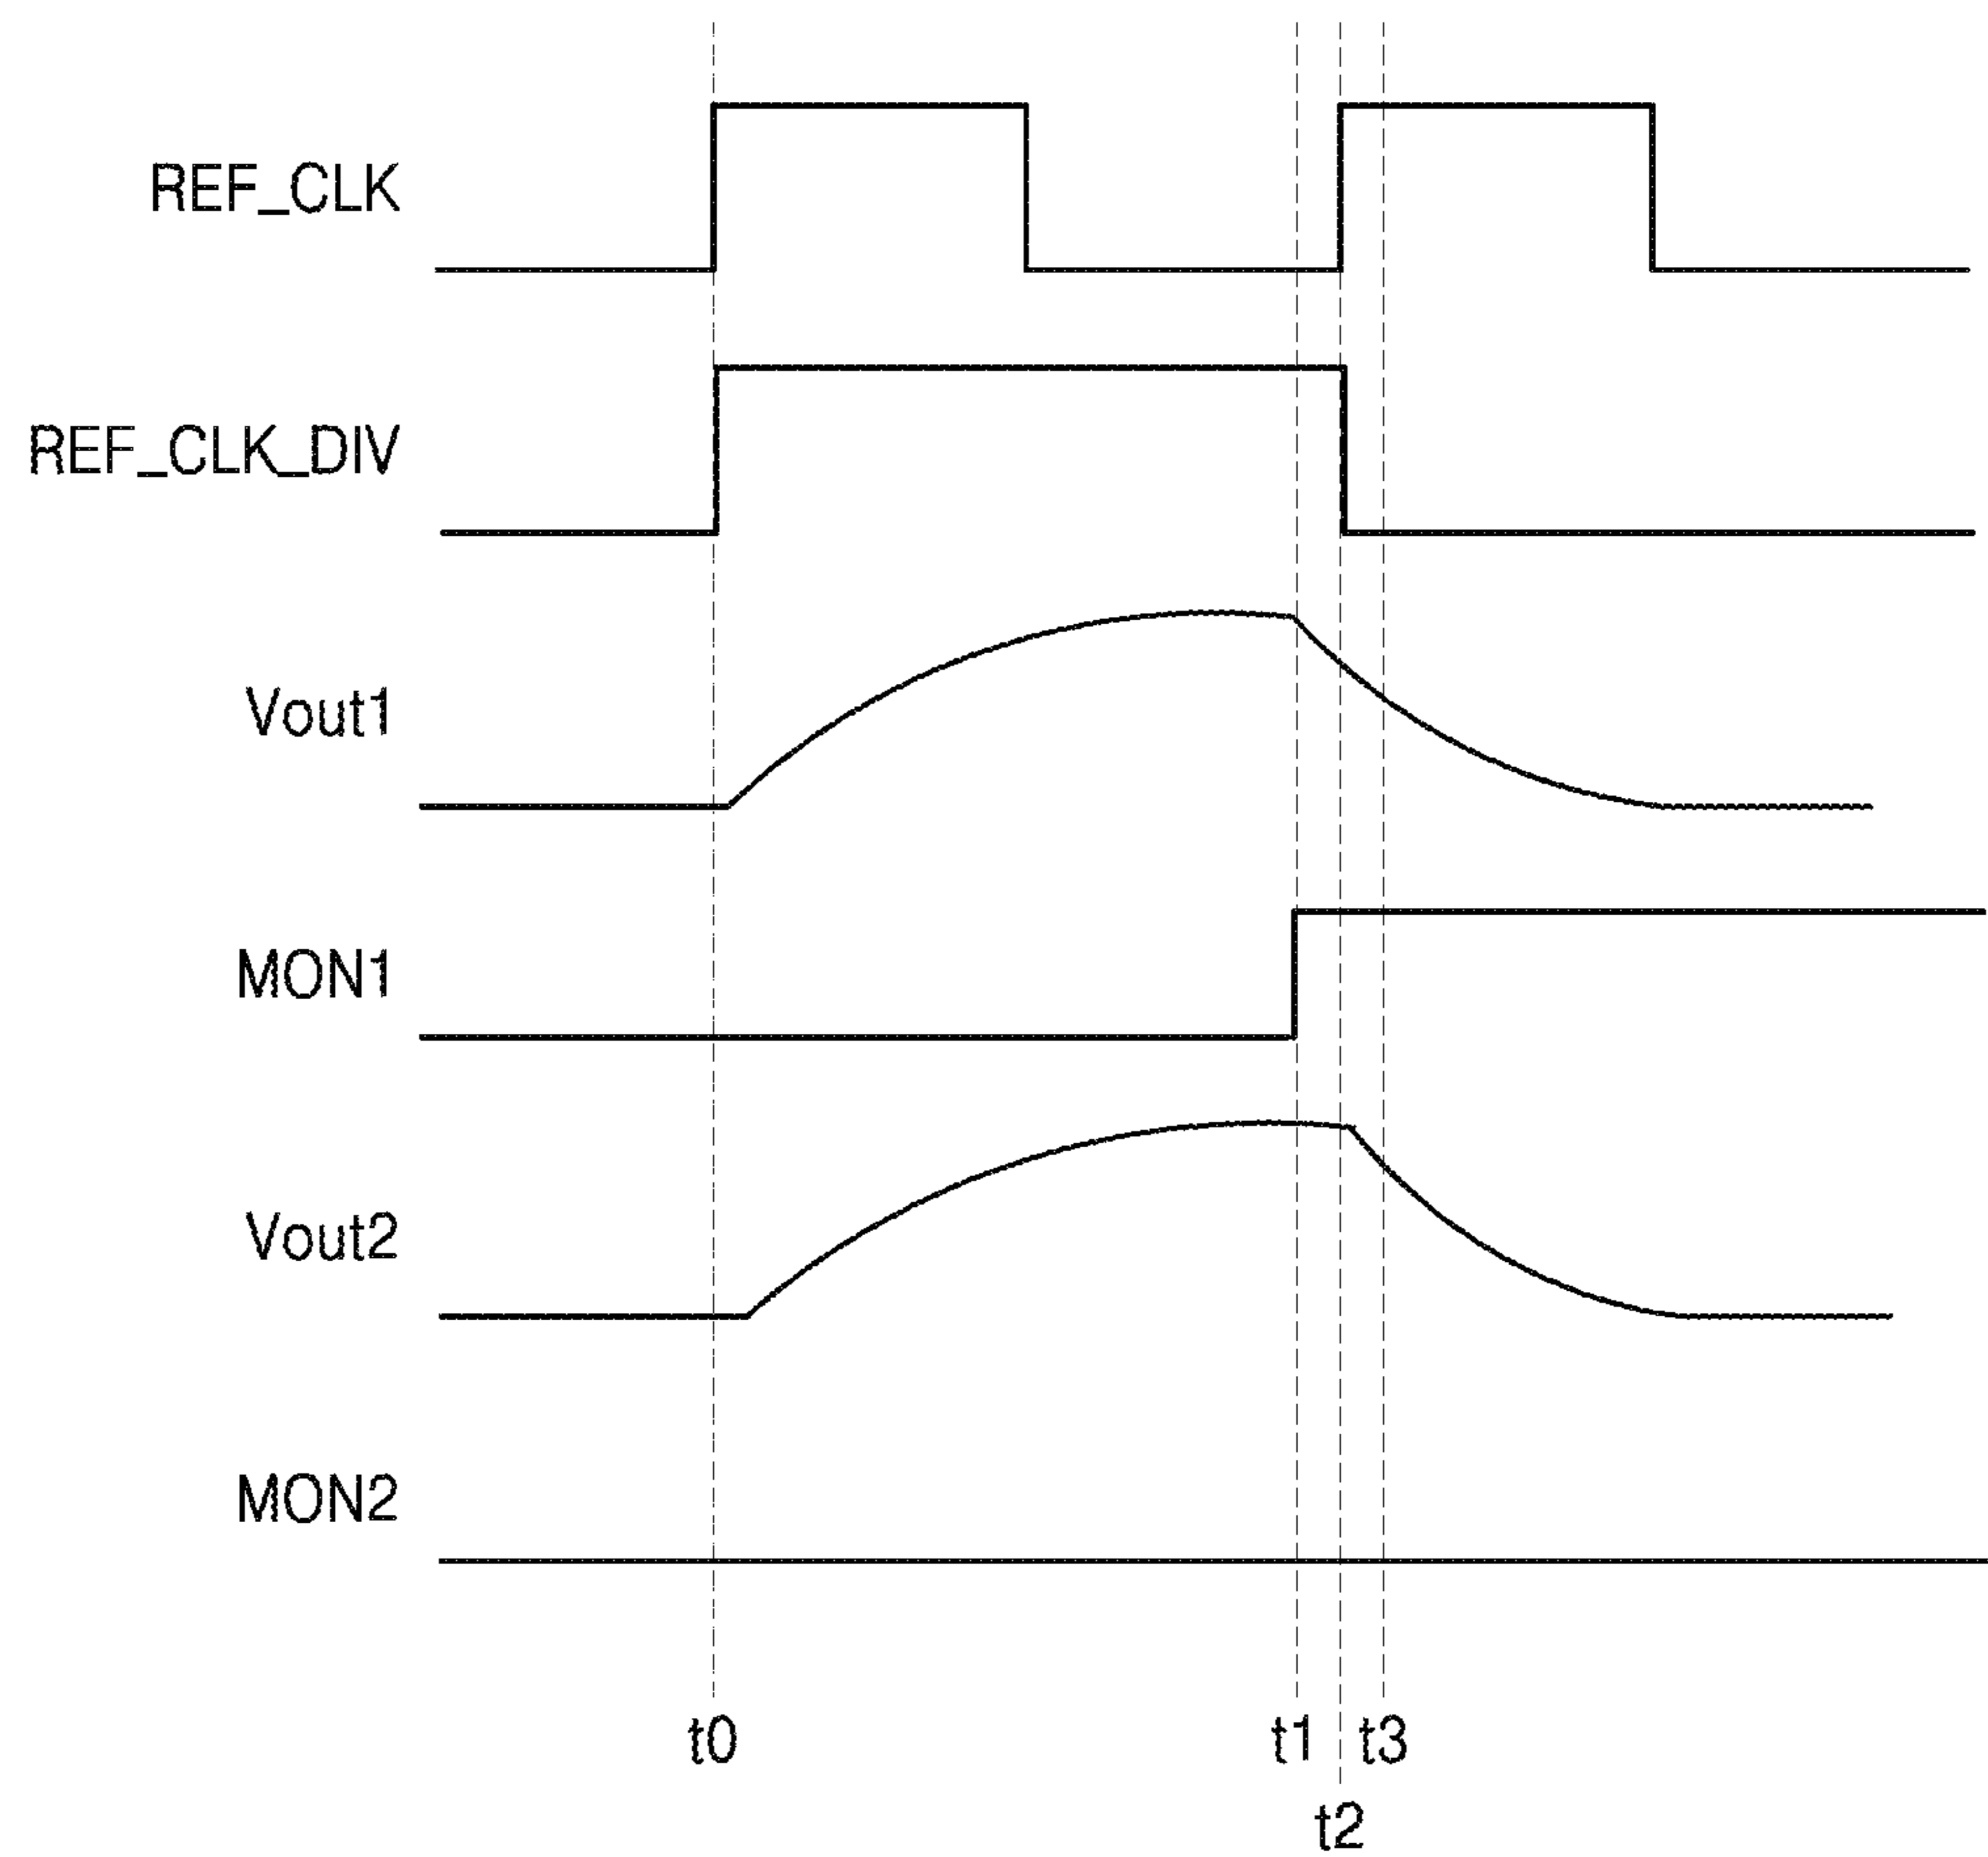 REF_CLK
REF_CLK_DIV
Vout1
MON1
Vout2
MON2
t0 t1 t3
t2